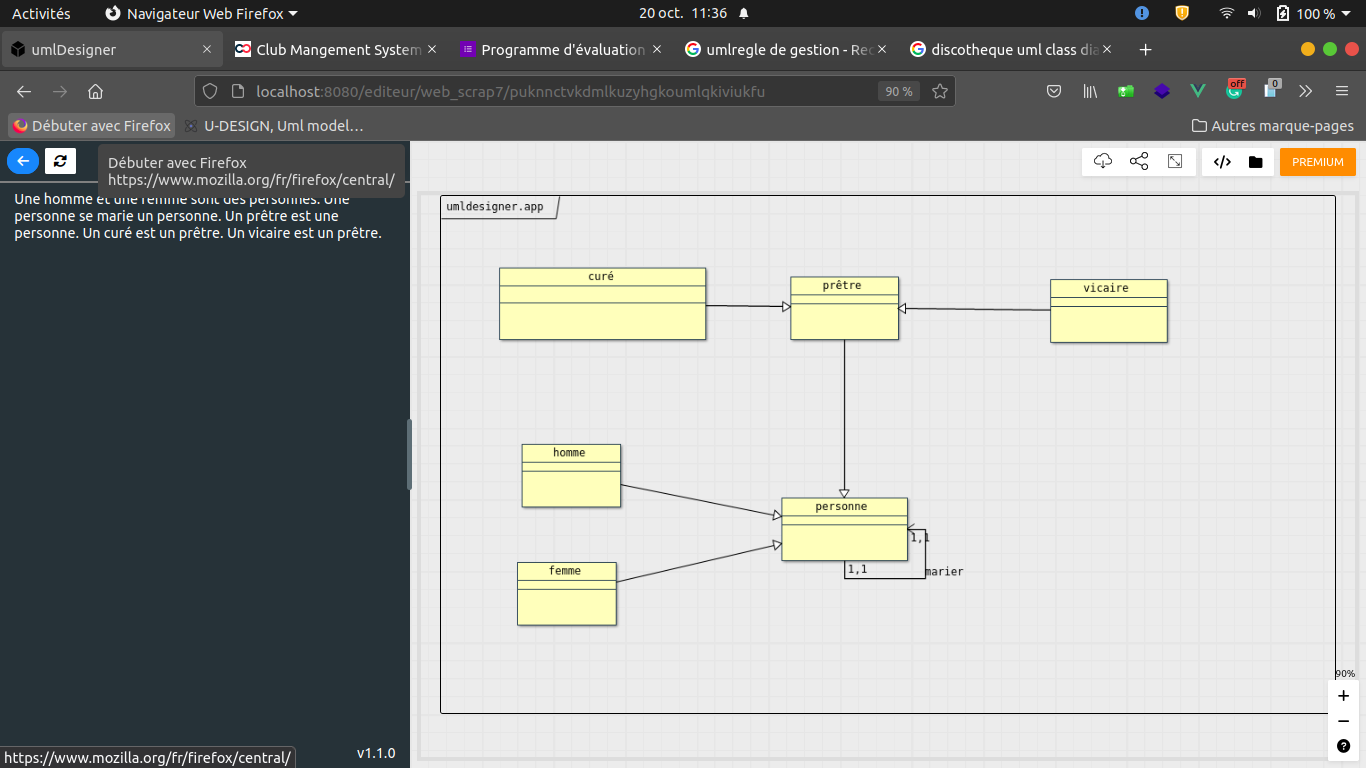 Activités
Navigateur Web Firefox
20 oct. 11:36
100 %
umlDesigner
Club Mangement System
Programme d'évaluation
umlregle de gestion - Rec
discotheque uml class dia
localhost:8080/editeur/web_scrap7/puknnctvkdmlkuzyhgkoumlqkiviukfu
90 %
off
0
Débuter avec Firefox
U-DESIGN, Uml model…
Autres marque-pages
Débuter avec Firefox
https://www.mozilla.org/fr/firefox/central/
PREMIUM
Une homme et une femme sont des personnes. Une
personne se marie un personne. Un prêtre est une
personne. Un curé est un prêtre. Un vicaire est un prêtre.
umldesigner.app
curé
prêtre
vicaire
homme
personne
1,1
femme
1,1
marier
90%
+
−
?
v1.1.0
https://www.mozilla.org/fr/firefox/central/